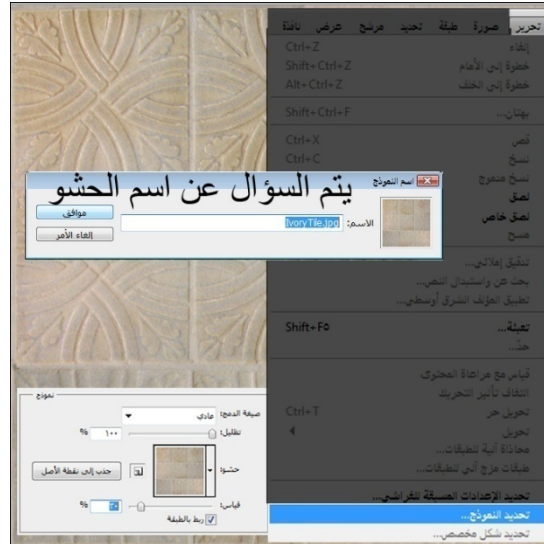 تحرير صورة طبقة تحديد مرشح عرض نافذة
إلغاء Ctrl+Z
خطوة إلى الأمام Shift+Ctrl+Z
خطوة إلى الخلف Alt+Ctrl+Z
بهتان... Shift+Ctrl+F
قص Ctrl+X
نسخ Ctrl+C
نسخ مدموج
لصق
لصق خاص
مسح
اسم النموذج
يتم السؤال عن اسم الحشو
الاسم: IvoryTile.jpg
موافق
إلغاء الأمر
تدقيق إملائي...
بحث عن واستبدال النص...
تطبيق المؤلف الشرق أوسطي...
تعبئة... Shift+F٥
حدّ...
قياس مع مراعاة المحتوى
التفاف تأثير التحريك
تحويل حر Ctrl+T
تحويل
محاذاة آلية للطبقات...
طبقات مزج آلي للطبقات...
تحديد الإعدادات المسبقة للفراشي...
تحديد النموذج...
تحديد شكل مخصص...
نموذج
صيغة الدمج: عادي
تظليل: ١٠٠ %
حشو:
جذب إلى نقطة الأصل
قياس: ٢٥ %
ربط بالطبقة